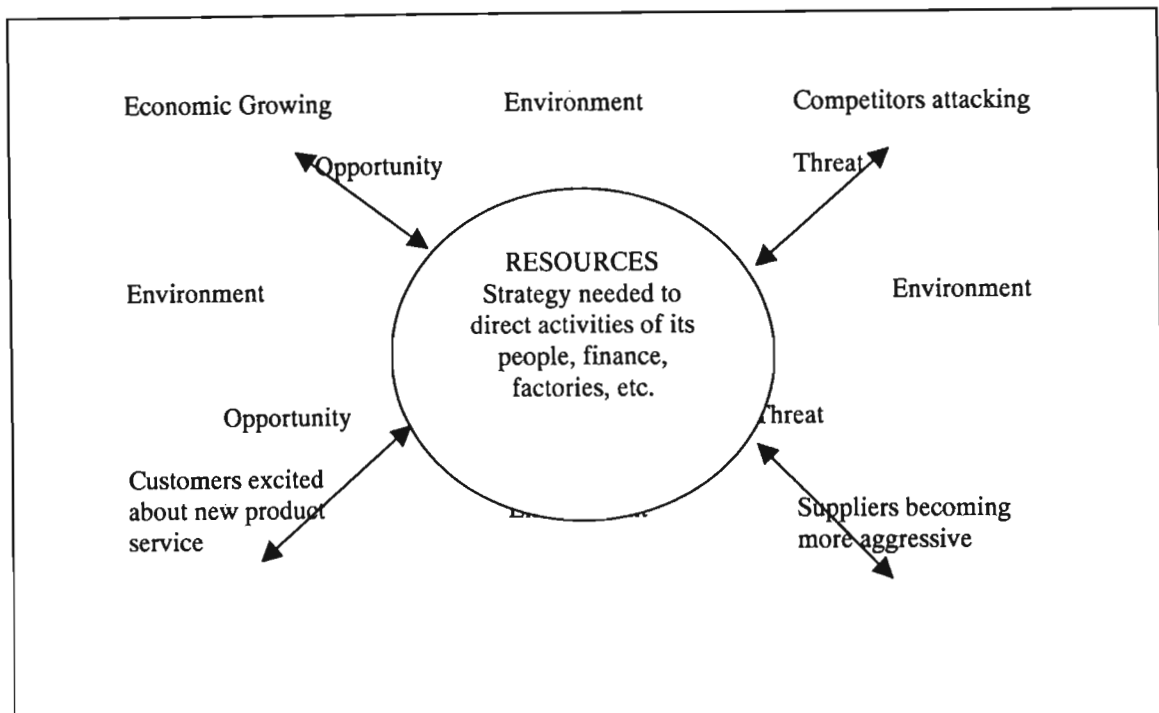 Economic Growing
Environment
Competitors attacking
Opportunity
Threat
RESOURCES
Strategy needed to
direct activities of its
people, finance,
factories, etc.
Environment
Environment
Opportunity
Threat
Customers excited
about new product
service
Suppliers becoming
more aggressive